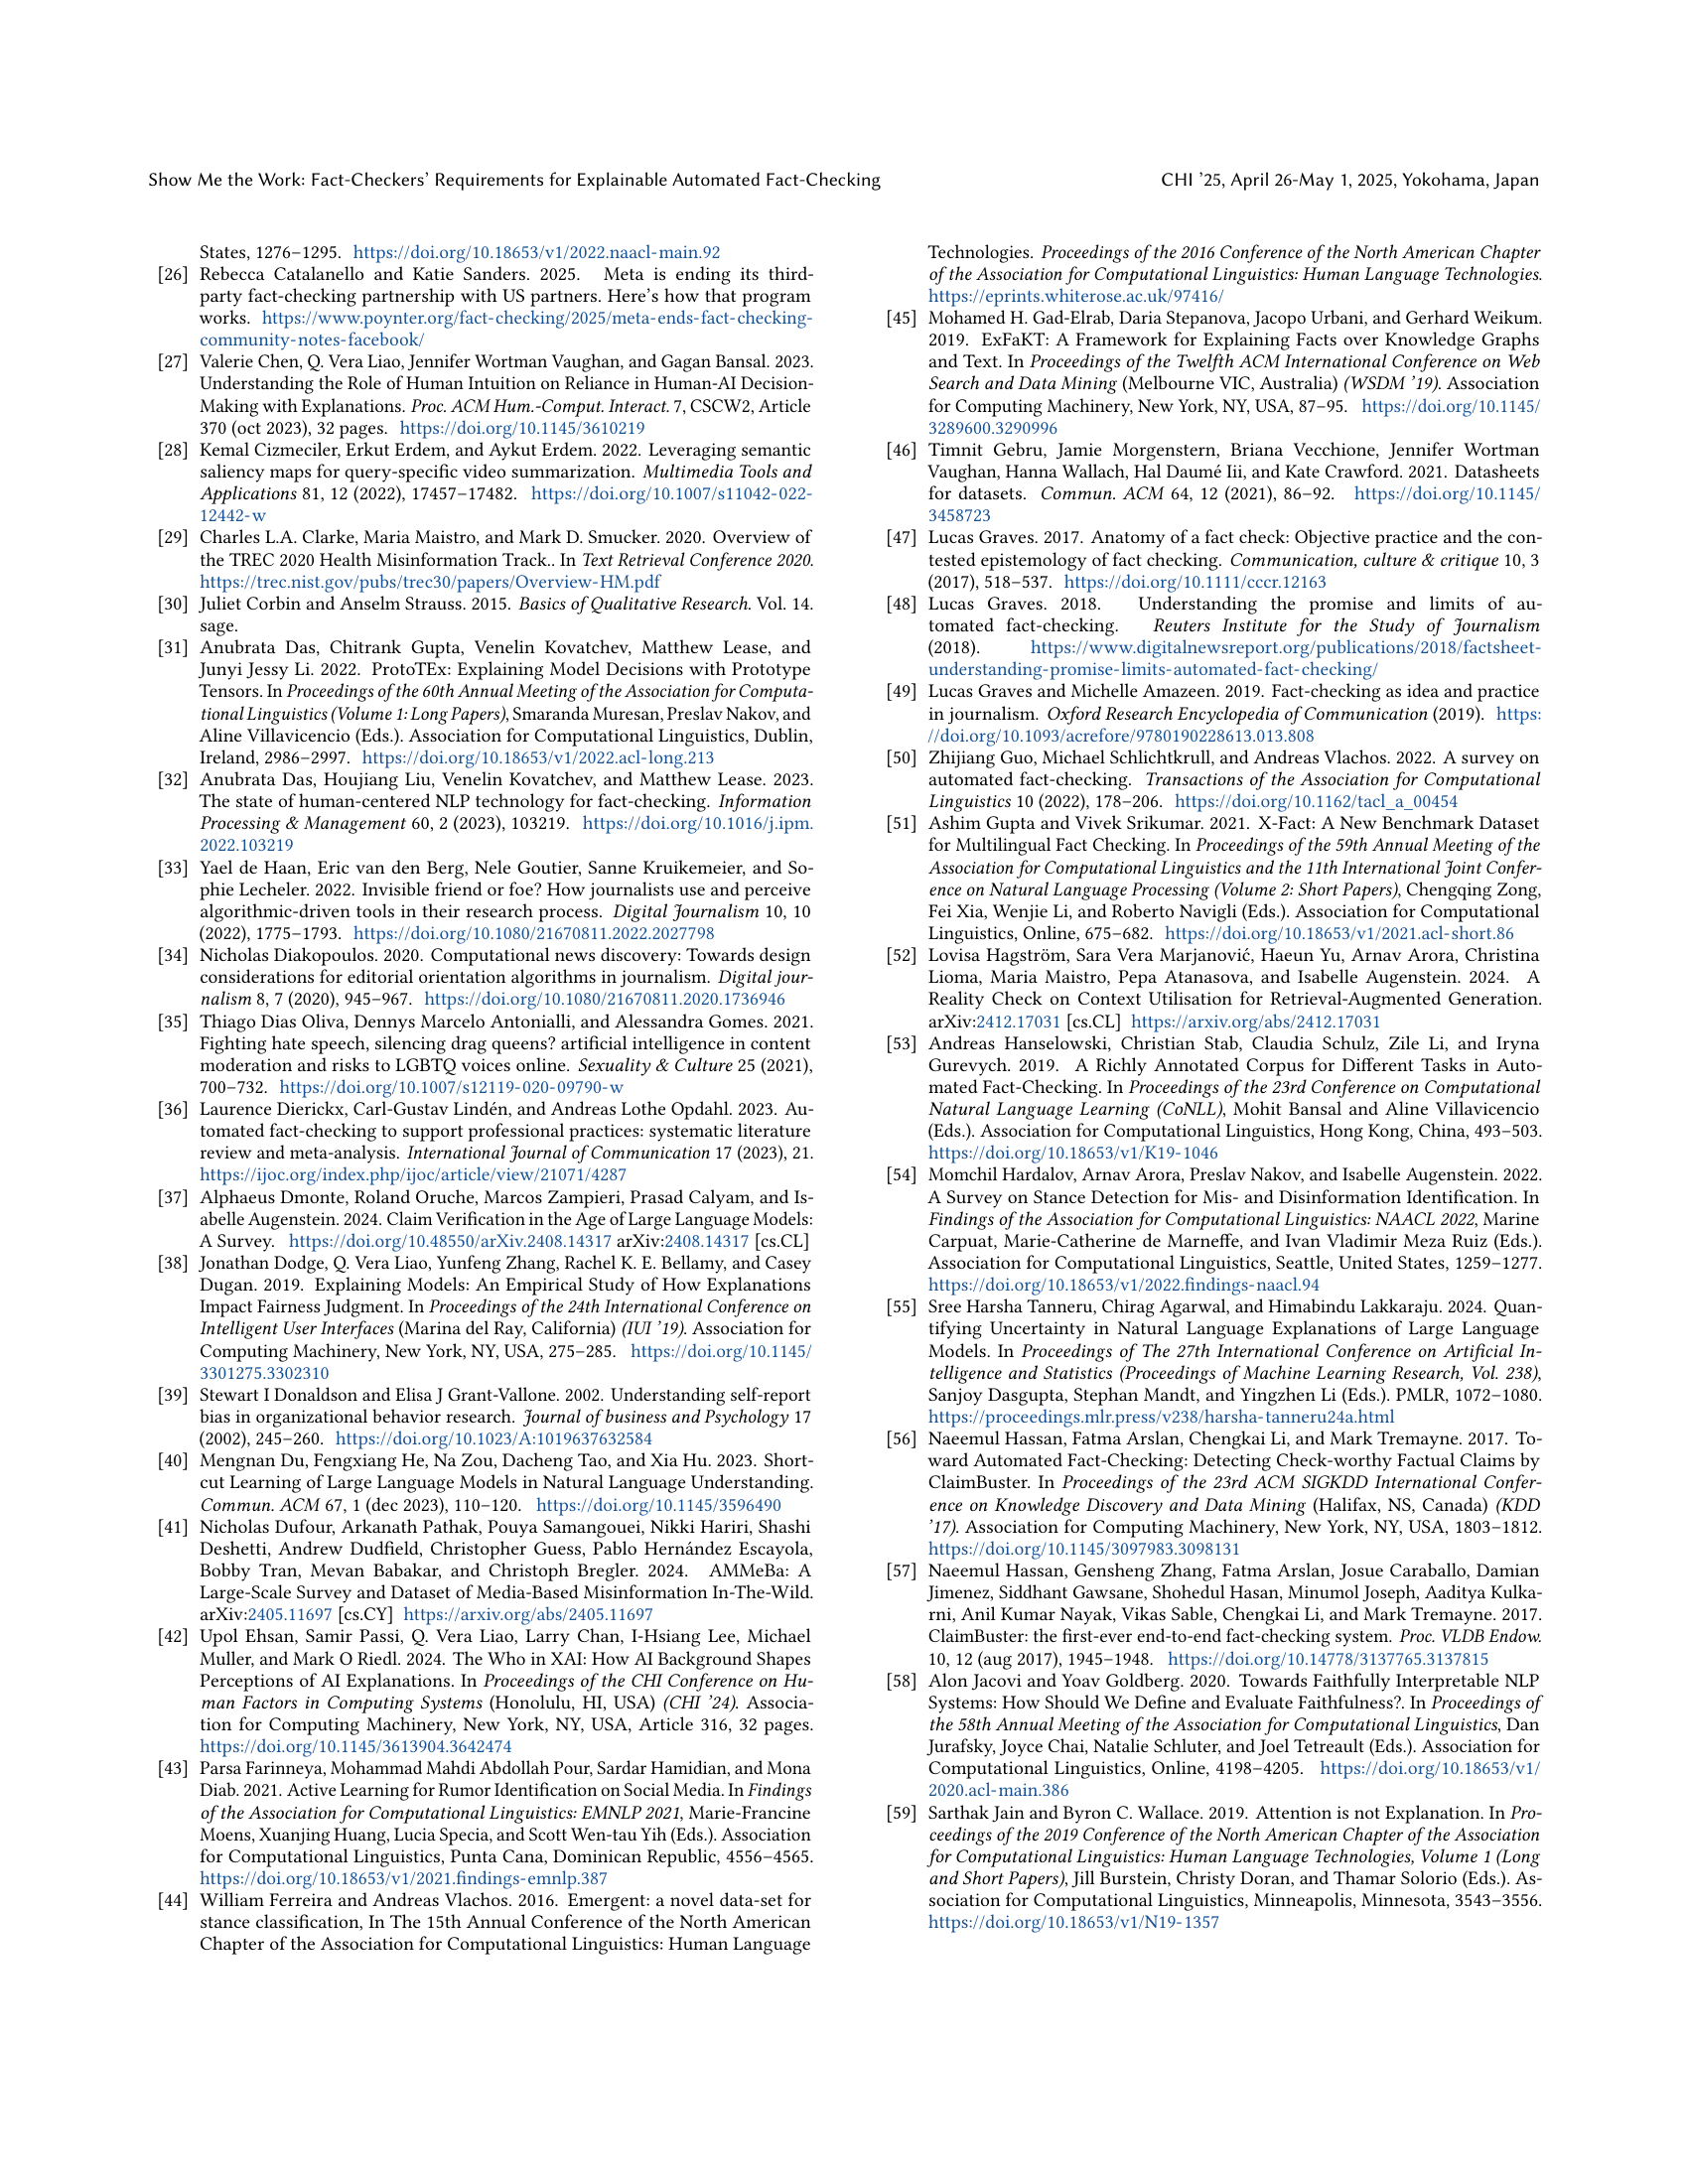 Show Me the Work: Fact-Checkers’ Requirements for Explainable Automated Fact-Checking
CHI ’25, April 26-May 1, 2025, Yokohama, Japan
States, 1276–1295. https://doi.org/10.18653/v1/2022.naacl-main.92
[26] Rebecca Catalanello and Katie Sanders. 2025. Meta is ending its third-
party fact-checking partnership with US partners. Here’s how that program
works. https://www.poynter.org/fact-checking/2025/meta-ends-fact-checking-
community-notes-facebook/
[27] Valerie Chen, Q. Vera Liao, Jennifer Wortman Vaughan, and Gagan Bansal. 2023.
Understanding the Role of Human Intuition on Reliance in Human-AI Decision-
Making with Explanations. Proc. ACM Hum.-Comput. Interact. 7, CSCW2, Article
370 (oct 2023), 32 pages. https://doi.org/10.1145/3610219
[28] Kemal Cizmeciler, Erkut Erdem, and Aykut Erdem. 2022. Leveraging semantic
saliency maps for query-specific video summarization. Multimedia Tools and
Applications 81, 12 (2022), 17457–17482. https://doi.org/10.1007/s11042-022-
12442-w
[29] Charles L.A. Clarke, Maria Maistro, and Mark D. Smucker. 2020. Overview of
the TREC 2020 Health Misinformation Track.. In Text Retrieval Conference 2020.
https://trec.nist.gov/pubs/trec30/papers/Overview-HM.pdf
[30] Juliet Corbin and Anselm Strauss. 2015. Basics of Qualitative Research. Vol. 14.
sage.
[31] Anubrata Das, Chitrank Gupta, Venelin Kovatchev, Matthew Lease, and
Junyi Jessy Li. 2022. ProtoTEx: Explaining Model Decisions with Prototype
Tensors. In Proceedings of the 60th Annual Meeting of the Association for Computa-
tional Linguistics (Volume 1: Long Papers), Smaranda Muresan, Preslav Nakov, and
Aline Villavicencio (Eds.). Association for Computational Linguistics, Dublin,
Ireland, 2986–2997. https://doi.org/10.18653/v1/2022.acl-long.213
[32] Anubrata Das, Houjiang Liu, Venelin Kovatchev, and Matthew Lease. 2023.
The state of human-centered NLP technology for fact-checking. Information
Processing & Management 60, 2 (2023), 103219. https://doi.org/10.1016/j.ipm.
2022.103219
[33] Yael de Haan, Eric van den Berg, Nele Goutier, Sanne Kruikemeier, and So-
phie Lecheler. 2022. Invisible friend or foe? How journalists use and perceive
algorithmic-driven tools in their research process. Digital Journalism 10, 10
(2022), 1775–1793. https://doi.org/10.1080/21670811.2022.2027798
[34] Nicholas Diakopoulos. 2020. Computational news discovery: Towards design
considerations for editorial orientation algorithms in journalism. Digital jour-
nalism 8, 7 (2020), 945–967. https://doi.org/10.1080/21670811.2020.1736946
[35] Thiago Dias Oliva, Dennys Marcelo Antonialli, and Alessandra Gomes. 2021.
Fighting hate speech, silencing drag queens? artificial intelligence in content
moderation and risks to LGBTQ voices online. Sexuality & Culture 25 (2021),
700–732. https://doi.org/10.1007/s12119-020-09790-w
[36] Laurence Dierickx, Carl-Gustav Lindén, and Andreas Lothe Opdahl. 2023. Au-
tomated fact-checking to support professional practices: systematic literature
review and meta-analysis. International Journal of Communication 17 (2023), 21.
https://ijoc.org/index.php/ijoc/article/view/21071/4287
[37] Alphaeus Dmonte, Roland Oruche, Marcos Zampieri, Prasad Calyam, and Is-
abelle Augenstein. 2024. Claim Verification in the Age of Large Language Models:
A Survey. https://doi.org/10.48550/arXiv.2408.14317 arXiv:2408.14317 [cs.CL]
[38] Jonathan Dodge, Q. Vera Liao, Yunfeng Zhang, Rachel K. E. Bellamy, and Casey
Dugan. 2019. Explaining Models: An Empirical Study of How Explanations
Impact Fairness Judgment. In Proceedings of the 24th International Conference on
Intelligent User Interfaces (Marina del Ray, California) (IUI ’19). Association for
Computing Machinery, New York, NY, USA, 275–285. https://doi.org/10.1145/
3301275.3302310
[39] Stewart I Donaldson and Elisa J Grant-Vallone. 2002. Understanding self-report
bias in organizational behavior research. Journal of business and Psychology 17
(2002), 245–260. https://doi.org/10.1023/A:1019637632584
[40] Mengnan Du, Fengxiang He, Na Zou, Dacheng Tao, and Xia Hu. 2023. Short-
cut Learning of Large Language Models in Natural Language Understanding.
Commun. ACM 67, 1 (dec 2023), 110–120. https://doi.org/10.1145/3596490
[41] Nicholas Dufour, Arkanath Pathak, Pouya Samangouei, Nikki Hariri, Shashi
Deshetti, Andrew Dudfield, Christopher Guess, Pablo Hernández Escayola,
Bobby Tran, Mevan Babakar, and Christoph Bregler. 2024. AMMeBa: A
Large-Scale Survey and Dataset of Media-Based Misinformation In-The-Wild.
arXiv:2405.11697 [cs.CY] https://arxiv.org/abs/2405.11697
[42] Upol Ehsan, Samir Passi, Q. Vera Liao, Larry Chan, I-Hsiang Lee, Michael
Muller, and Mark O Riedl. 2024. The Who in XAI: How AI Background Shapes
Perceptions of AI Explanations. In Proceedings of the CHI Conference on Hu-
man Factors in Computing Systems (Honolulu, HI, USA) (CHI ’24). Associa-
tion for Computing Machinery, New York, NY, USA, Article 316, 32 pages.
https://doi.org/10.1145/3613904.3642474
[43] Parsa Farinneya, Mohammad Mahdi Abdollah Pour, Sardar Hamidian, and Mona
Diab. 2021. Active Learning for Rumor Identification on Social Media. In Findings
of the Association for Computational Linguistics: EMNLP 2021, Marie-Francine
Moens, Xuanjing Huang, Lucia Specia, and Scott Wen-tau Yih (Eds.). Association
for Computational Linguistics, Punta Cana, Dominican Republic, 4556–4565.
https://doi.org/10.18653/v1/2021.findings-emnlp.387
[44] William Ferreira and Andreas Vlachos. 2016. Emergent: a novel data-set for
stance classification, In The 15th Annual Conference of the North American
Chapter of the Association for Computational Linguistics: Human Language
Technologies. Proceedings of the 2016 Conference of the North American Chapter
of the Association for Computational Linguistics: Human Language Technologies.
https://eprints.whiterose.ac.uk/97416/
[45] Mohamed H. Gad-Elrab, Daria Stepanova, Jacopo Urbani, and Gerhard Weikum.
2019. ExFaKT: A Framework for Explaining Facts over Knowledge Graphs
and Text. In Proceedings of the Twelfth ACM International Conference on Web
Search and Data Mining (Melbourne VIC, Australia) (WSDM ’19). Association
for Computing Machinery, New York, NY, USA, 87–95. https://doi.org/10.1145/
3289600.3290996
[46] Timnit Gebru, Jamie Morgenstern, Briana Vecchione, Jennifer Wortman
Vaughan, Hanna Wallach, Hal Daumé Iii, and Kate Crawford. 2021. Datasheets
for datasets. Commun. ACM 64, 12 (2021), 86–92. https://doi.org/10.1145/
3458723
[47] Lucas Graves. 2017. Anatomy of a fact check: Objective practice and the con-
tested epistemology of fact checking. Communication, culture & critique 10, 3
(2017), 518–537. https://doi.org/10.1111/cccr.12163
[48] Lucas Graves. 2018. Understanding the promise and limits of au-
tomated fact-checking. Reuters Institute for the Study of Journalism
(2018). https://www.digitalnewsreport.org/publications/2018/factsheet-
understanding-promise-limits-automated-fact-checking/
[49] Lucas Graves and Michelle Amazeen. 2019. Fact-checking as idea and practice
in journalism. Oxford Research Encyclopedia of Communication (2019). https:
//doi.org/10.1093/acrefore/9780190228613.013.808
[50] Zhijiang Guo, Michael Schlichtkrull, and Andreas Vlachos. 2022. A survey on
automated fact-checking. Transactions of the Association for Computational
Linguistics 10 (2022), 178–206. https://doi.org/10.1162/tacl_a_00454
[51] Ashim Gupta and Vivek Srikumar. 2021. X-Fact: A New Benchmark Dataset
for Multilingual Fact Checking. In Proceedings of the 59th Annual Meeting of the
Association for Computational Linguistics and the 11th International Joint Confer-
ence on Natural Language Processing (Volume 2: Short Papers), Chengqing Zong,
Fei Xia, Wenjie Li, and Roberto Navigli (Eds.). Association for Computational
Linguistics, Online, 675–682. https://doi.org/10.18653/v1/2021.acl-short.86
[52] Lovisa Hagström, Sara Vera Marjanović, Haeun Yu, Arnav Arora, Christina
Lioma, Maria Maistro, Pepa Atanasova, and Isabelle Augenstein. 2024. A
Reality Check on Context Utilisation for Retrieval-Augmented Generation.
arXiv:2412.17031 [cs.CL] https://arxiv.org/abs/2412.17031
[53] Andreas Hanselowski, Christian Stab, Claudia Schulz, Zile Li, and Iryna
Gurevych. 2019. A Richly Annotated Corpus for Different Tasks in Auto-
mated Fact-Checking. In Proceedings of the 23rd Conference on Computational
Natural Language Learning (CoNLL), Mohit Bansal and Aline Villavicencio
(Eds.). Association for Computational Linguistics, Hong Kong, China, 493–503.
https://doi.org/10.18653/v1/K19-1046
[54] Momchil Hardalov, Arnav Arora, Preslav Nakov, and Isabelle Augenstein. 2022.
A Survey on Stance Detection for Mis- and Disinformation Identification. In
Findings of the Association for Computational Linguistics: NAACL 2022, Marine
Carpuat, Marie-Catherine de Marneffe, and Ivan Vladimir Meza Ruiz (Eds.).
Association for Computational Linguistics, Seattle, United States, 1259–1277.
https://doi.org/10.18653/v1/2022.findings-naacl.94
[55] Sree Harsha Tanneru, Chirag Agarwal, and Himabindu Lakkaraju. 2024. Quan-
tifying Uncertainty in Natural Language Explanations of Large Language
Models. In Proceedings of The 27th International Conference on Artificial In-
telligence and Statistics (Proceedings of Machine Learning Research, Vol. 238),
Sanjoy Dasgupta, Stephan Mandt, and Yingzhen Li (Eds.). PMLR, 1072–1080.
https://proceedings.mlr.press/v238/harsha-tanneru24a.html
[56] Naeemul Hassan, Fatma Arslan, Chengkai Li, and Mark Tremayne. 2017. To-
ward Automated Fact-Checking: Detecting Check-worthy Factual Claims by
ClaimBuster. In Proceedings of the 23rd ACM SIGKDD International Confer-
ence on Knowledge Discovery and Data Mining (Halifax, NS, Canada) (KDD
’17). Association for Computing Machinery, New York, NY, USA, 1803–1812.
https://doi.org/10.1145/3097983.3098131
[57] Naeemul Hassan, Gensheng Zhang, Fatma Arslan, Josue Caraballo, Damian
Jimenez, Siddhant Gawsane, Shohedul Hasan, Minumol Joseph, Aaditya Kulka-
rni, Anil Kumar Nayak, Vikas Sable, Chengkai Li, and Mark Tremayne. 2017.
ClaimBuster: the first-ever end-to-end fact-checking system. Proc. VLDB Endow.
10, 12 (aug 2017), 1945–1948. https://doi.org/10.14778/3137765.3137815
[58] Alon Jacovi and Yoav Goldberg. 2020. Towards Faithfully Interpretable NLP
Systems: How Should We Define and Evaluate Faithfulness?. In Proceedings of
the 58th Annual Meeting of the Association for Computational Linguistics, Dan
Jurafsky, Joyce Chai, Natalie Schluter, and Joel Tetreault (Eds.). Association for
Computational Linguistics, Online, 4198–4205. https://doi.org/10.18653/v1/
2020.acl-main.386
[59] Sarthak Jain and Byron C. Wallace. 2019. Attention is not Explanation. In Pro-
ceedings of the 2019 Conference of the North American Chapter of the Association
for Computational Linguistics: Human Language Technologies, Volume 1 (Long
and Short Papers), Jill Burstein, Christy Doran, and Thamar Solorio (Eds.). As-
sociation for Computational Linguistics, Minneapolis, Minnesota, 3543–3556.
https://doi.org/10.18653/v1/N19-1357